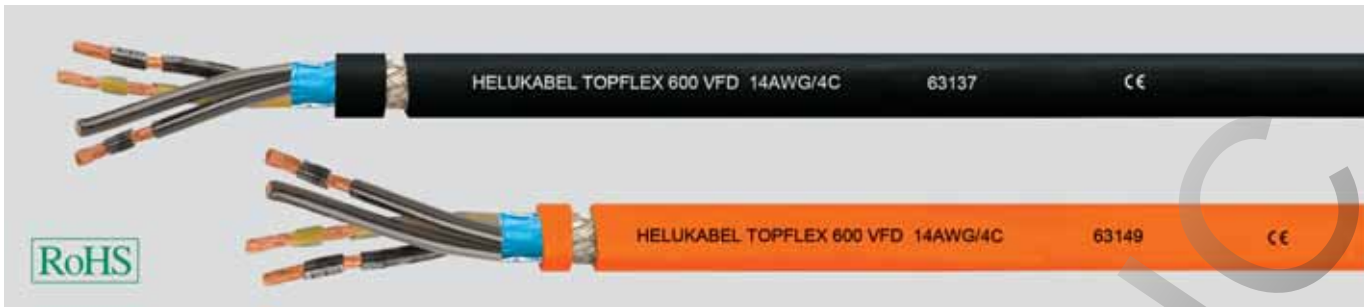 HELUKABEL TOPFLEX 600 VFD 14AWG/4C 63137 CE
HELUKABEL TOPFLEX 600 VFD 14AWG/4C 63149 CE
RoHS